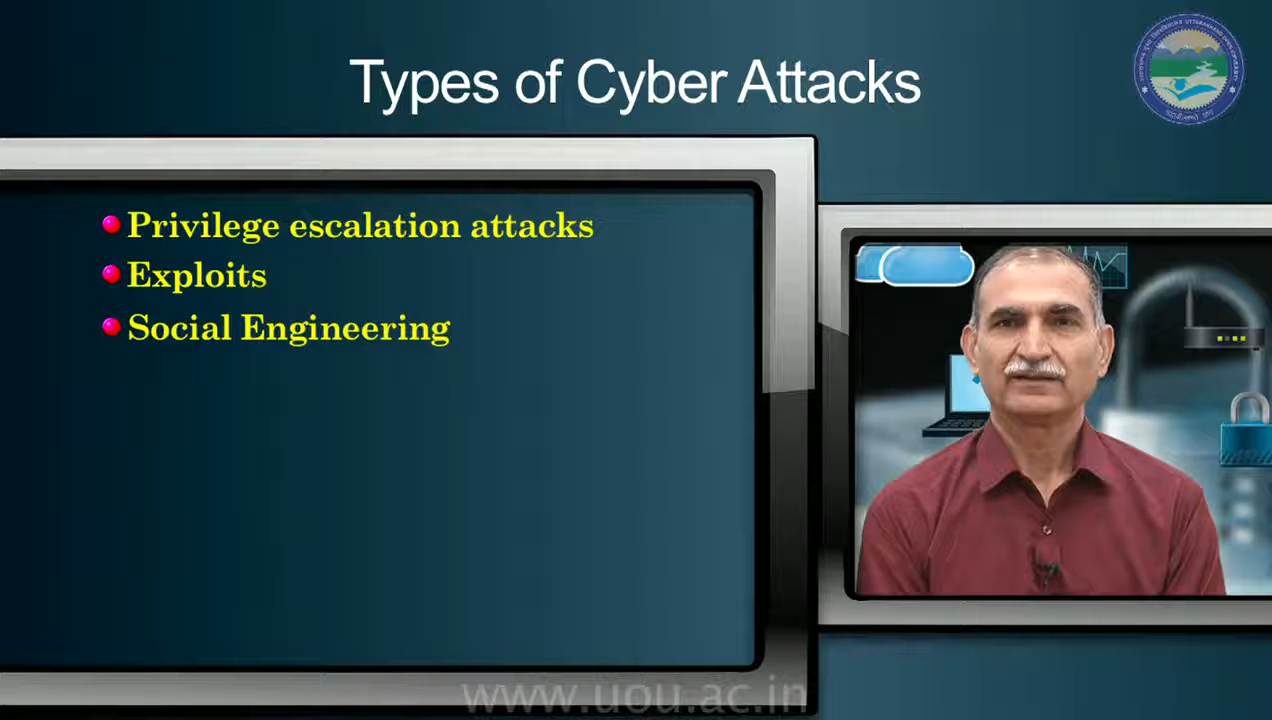 Types of Cyber Attacks
Privilege escalation attacks
Exploits
Social Engineering
www.uou.ac.in